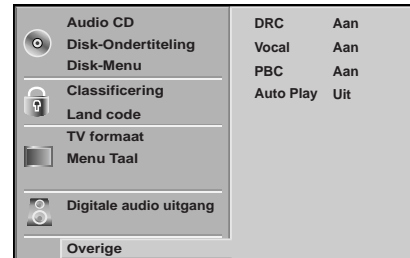 Audio CD
Disk-Ondertiteling
Disk-Menu
Classificering
Land code
TV formaat
Menu Taal
Digitale audio uitgang
Overige
DRC Aan
Vocal Aan
PBC Aan
Auto Play Uit